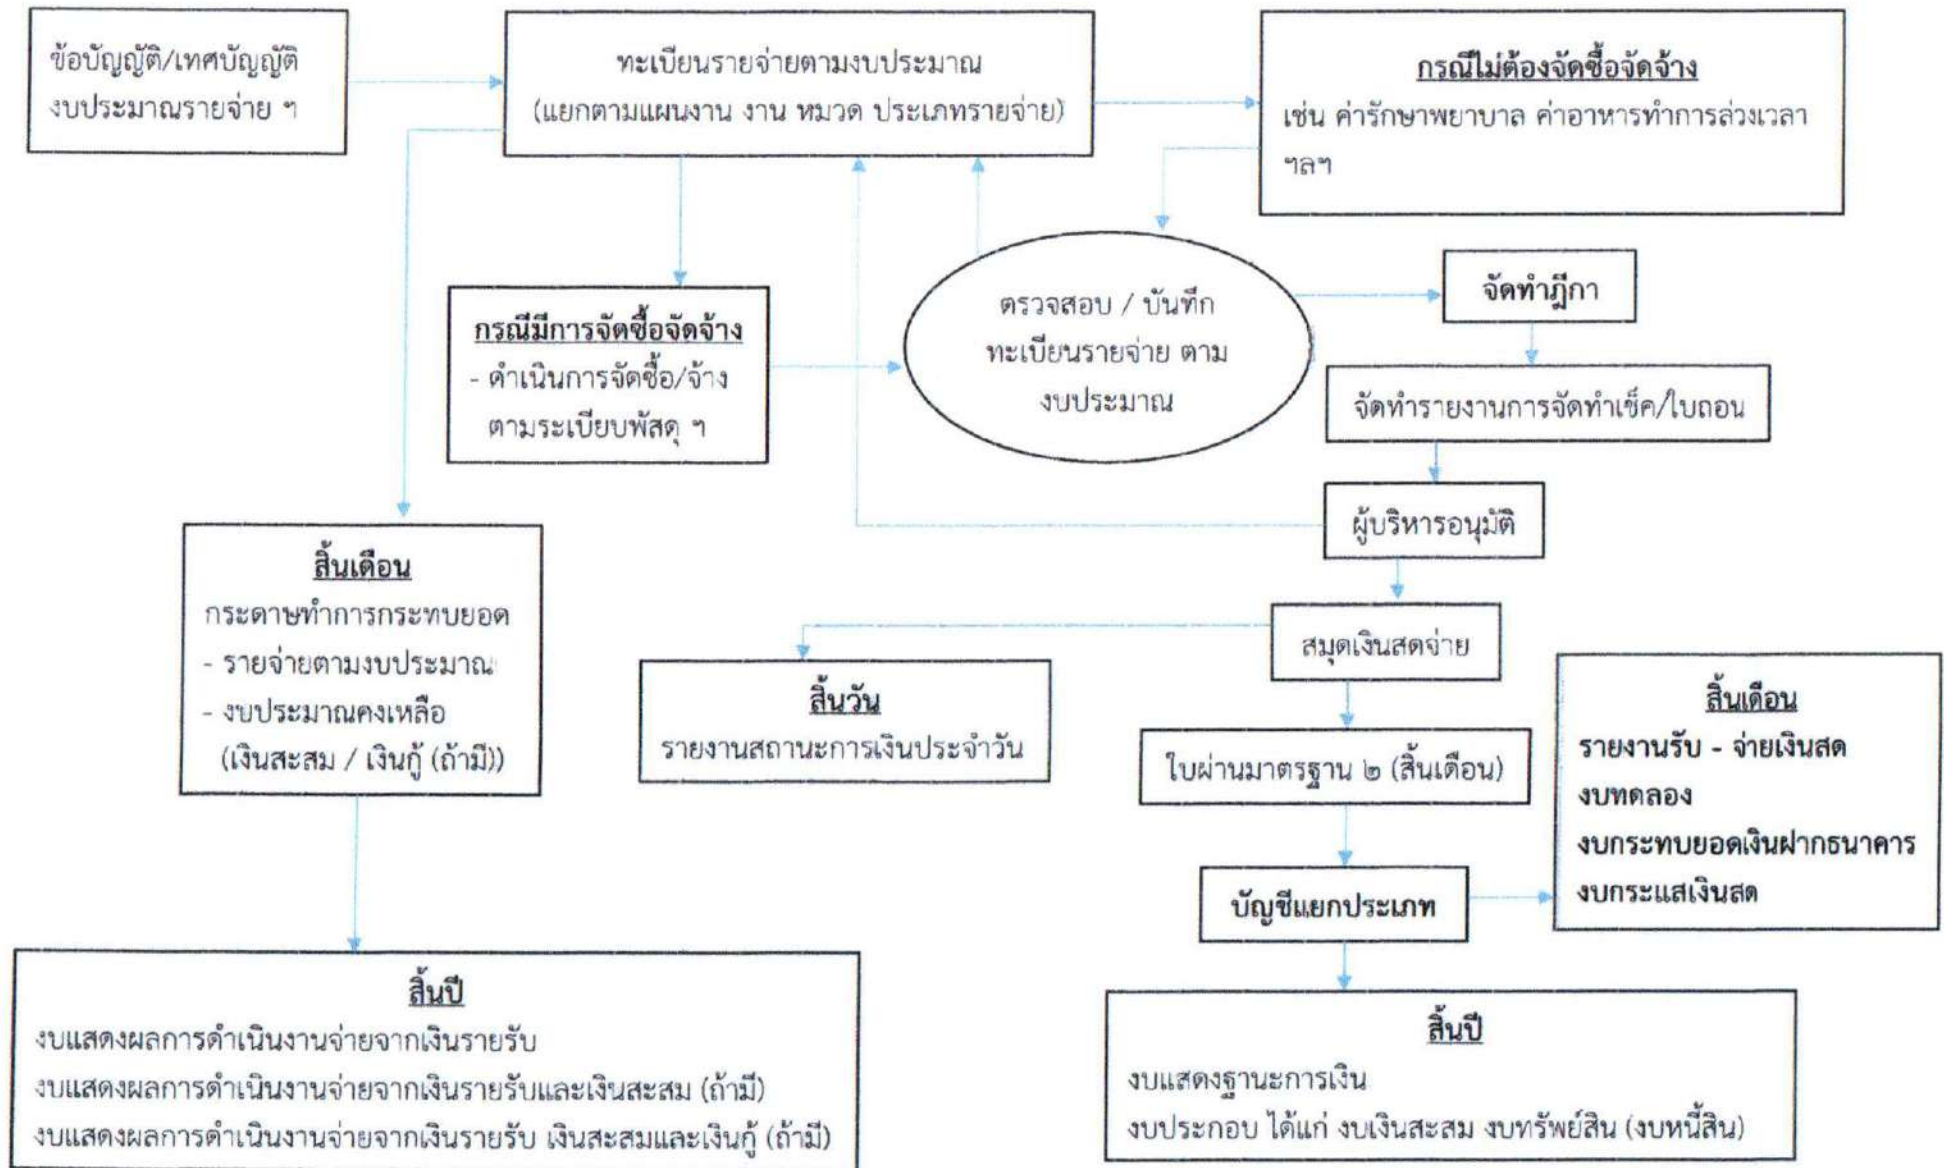 ข้อบัญญัติ/เทศบัญญัติ
งบประมาณรายจ่าย ฯ
ทะเบียนรายจ่ายตามงบประมาณ
(แยกตามแผนงาน งาน หมวด ประเภทรายจ่าย)
กรณีไม่ต้องจัดซื้อจัดจ้าง
เช่น ค่ารักษาพยาบาล ค่าอาหารทำการล่วงเวลา
ฯลฯ
กรณีมีการจัดซื้อจัดจ้าง
- ดำเนินการจัดซื้อ/จ้าง
ตามระเบียบพัสดุ ฯ
ตรวจสอบ / บันทึก
ทะเบียนรายจ่าย ตาม
งบประมาณ
จัดทำฎีกา
จัดทำรายงานการจัดทำเช็ค/ใบถอน
ผู้บริหารอนุมัติ
สิ้นเดือน
กระดาษทำการกระทบยอด
- รายจ่ายตามงบประมาณ
- งบประมาณคงเหลือ
(เงินสะสม / เงินกู้ (ถ้ามี))
สมุดเงินสดจ่าย
สิ้นวัน
รายงานสถานะการเงินประจำวัน
ใบผ่านมาตรฐาน ๒ (สิ้นเดือน)
สิ้นเดือน
รายงานรับ - จ่ายเงินสด
งบทดลอง
งบกระทบยอดเงินฝากธนาคาร
งบกระแสเงินสด
บัญชีแยกประเภท
สิ้นปี
งบแสดงผลการดำเนินงานจ่ายจากเงินรายรับ
งบแสดงผลการดำเนินงานจ่ายจากเงินรายรับและเงินสะสม (ถ้ามี)
งบแสดงผลการดำเนินงานจ่ายจากเงินรายรับ เงินสะสมและเงินกู้ (ถ้ามี)
สิ้นปี
งบแสดงฐานะการเงิน
งบประกอบ ได้แก่ งบเงินสะสม งบทรัพย์สิน (งบหนี้สิน)